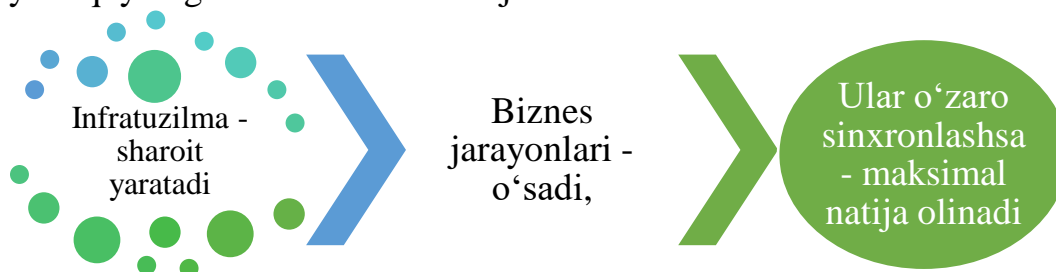 Infratuzilma -
sharoit
yaratadi
Biznes
jarayonlari -
o‘sadi,
Ular o‘zaro
sinxronlashsa
- maksimal
natija olinadi